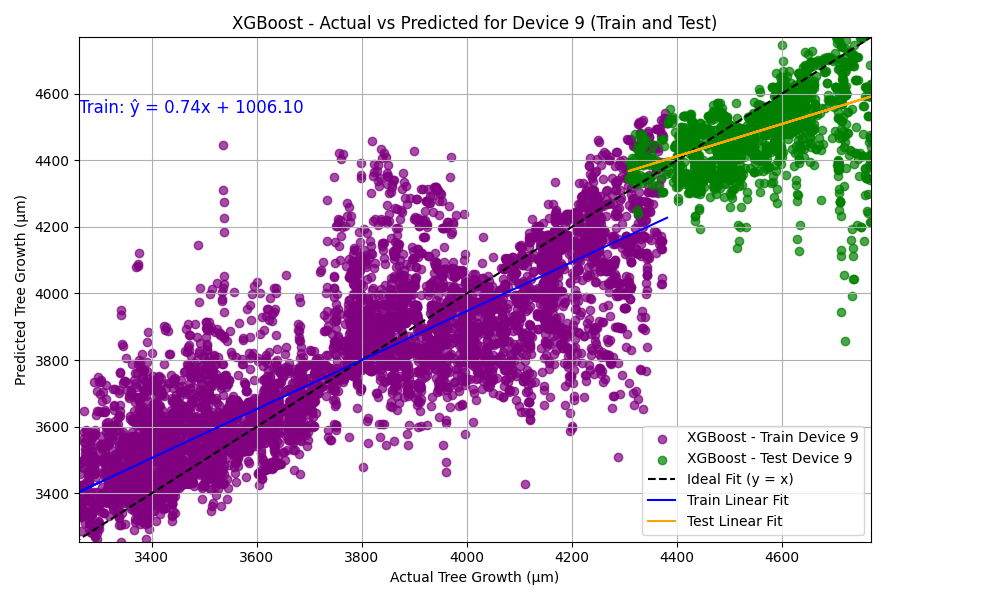 XGBoost - Actual vs Predicted for Device 9 (Train and Test)
Train: ŷ = 0.74x + 1006.10
Predicted Tree Growth (μm)
4600
4400
4200
4000
3800
3600
3400
XGBoost - Train Device 9
XGBoost - Test Device 9
Ideal Fit (y = x)
Train Linear Fit
Test Linear Fit
3400 3600 3800 4000 4200 4400 4600
Actual Tree Growth (μm)